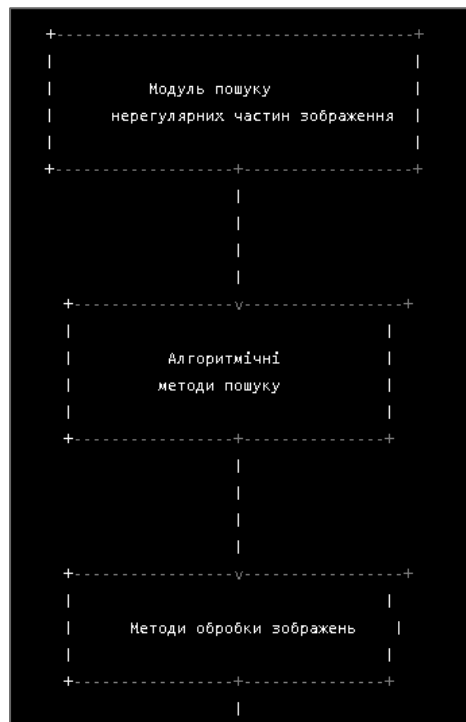 Модуль пошуку
нерегулярних частин зображення
Алгоритмічні
методи пошуку
Методи обробки зображень